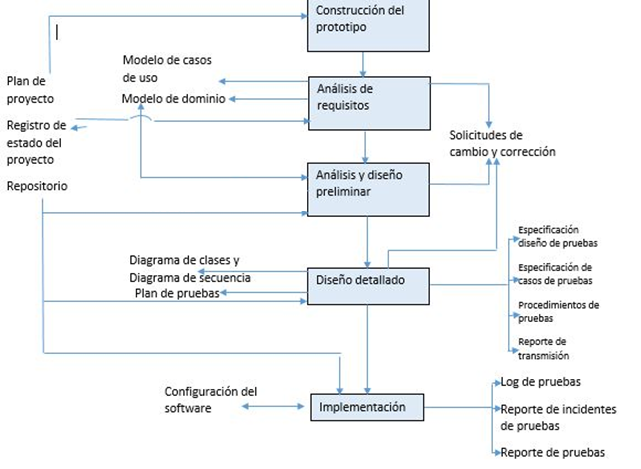 Construcción del
prototipo
Modelo de casos
de uso
Modelo de dominio
Plan de
proyecto
Análisis de
requisitos
Registro de
estado del
proyecto
Solicitudes de
cambio y corrección
Repositorio
Análisis y diseño
preliminar
Especificación
diseño de pruebas
Diagrama de clases y
Diagrama de secuencia
Plan de pruebas
Diseño detallado
Especificación de
casos de pruebas
Procedimientos de
pruebas
Reporte de
transmisión
Configuración del
software
Implementación
Log de pruebas
Reporte de incidentes
de pruebas
Reporte de pruebas